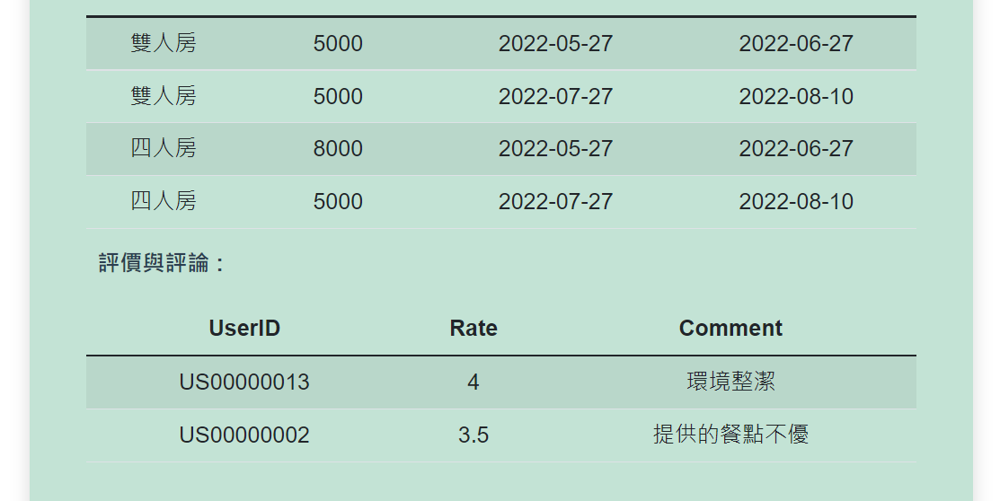 雙人房 5000 2022-05-27 2022-06-27
雙人房 5000 2022-07-27 2022-08-10
四人房 8000 2022-05-27 2022-06-27
四人房 5000 2022-07-27 2022-08-10
評價與評論：
UserID Rate Comment
US00000013 4 環境整潔
US00000002 3.5 提供的餐點不優